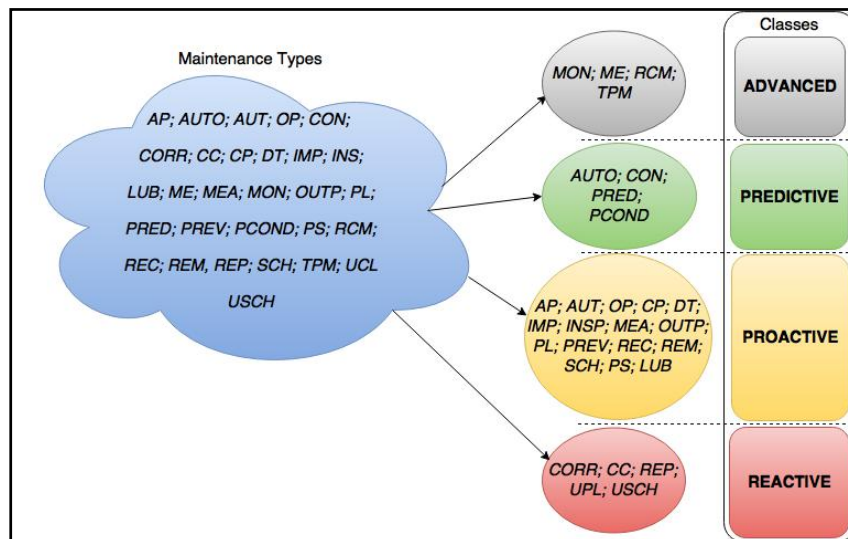 Classes
Maintenance Types
AP; AUTO; AUT; OP; CON;
CORR; CC; CP; DT; IMP; INS;
LUB; ME; MEA; MON; OUTP; PL;
PRED; PREV; PCOND; PS; RCM;
REC; REM, REP; SCH; TPM; UCL
USCH
MON; ME; RCM;
TPM
ADVANCED
AUTO; CON;
PRED;
PCOND
PREDICTIVE
AP; AUT; OP; CP; DT;
IMP; INSP; MEA; OUTP;
PL; PREV; REC; REM;
SCH; PS; LUB
PROACTIVE
CORR; CC; REP;
UPL; USCH
REACTIVE